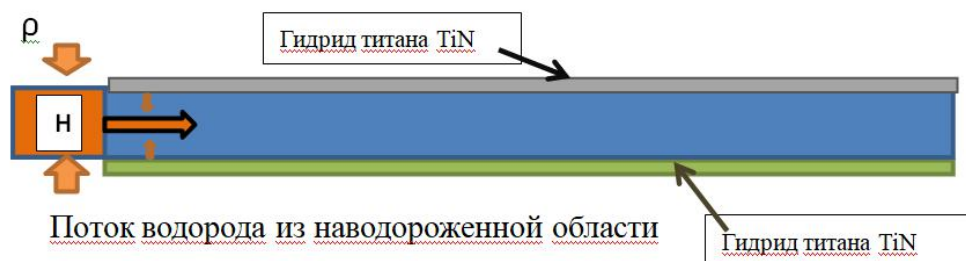 ρ
Гидрид титана TiN
H
Поток водорода из наводороженной области
Гидрид титана TiN